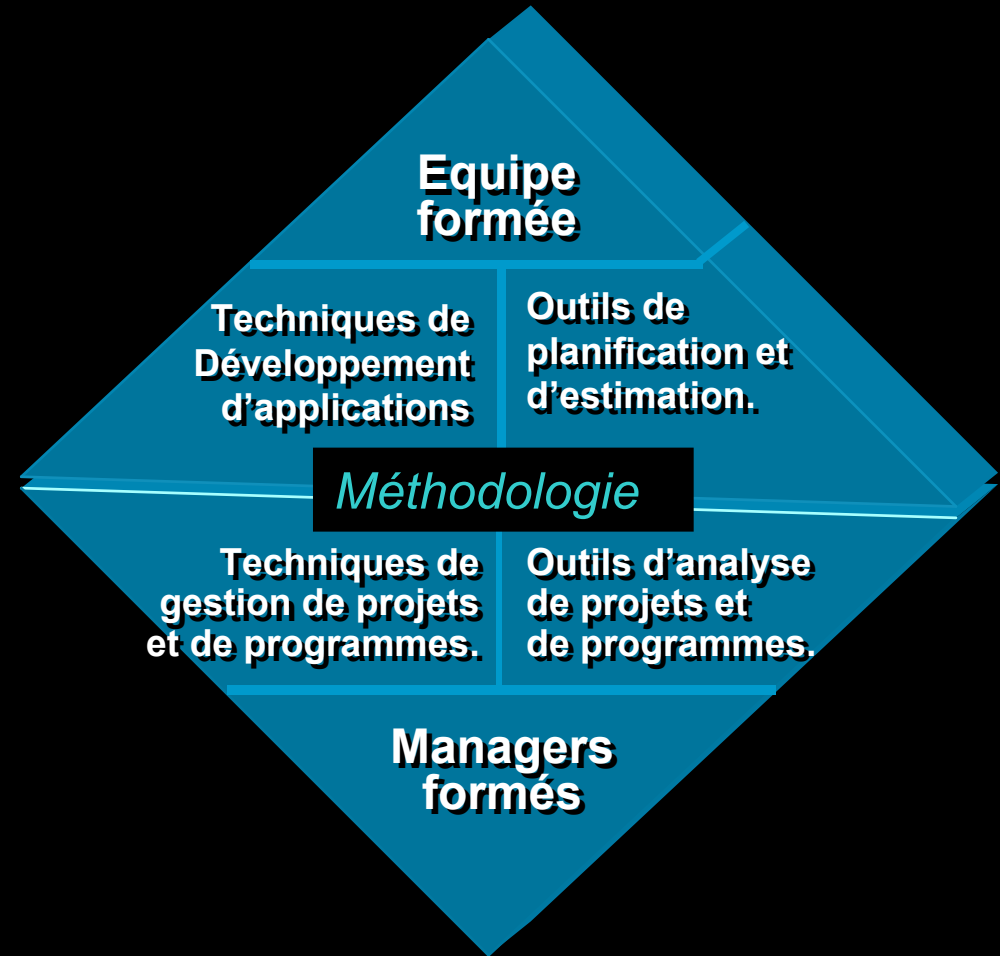 Equipe
formée
Techniques de
Développement
d’applications
Outils de
planification et
d’estimation.
Méthodologie
Techniques de
gestion de projets
et de programmes.
Outils d’analyse
de projets et
de programmes.
Managers
formés